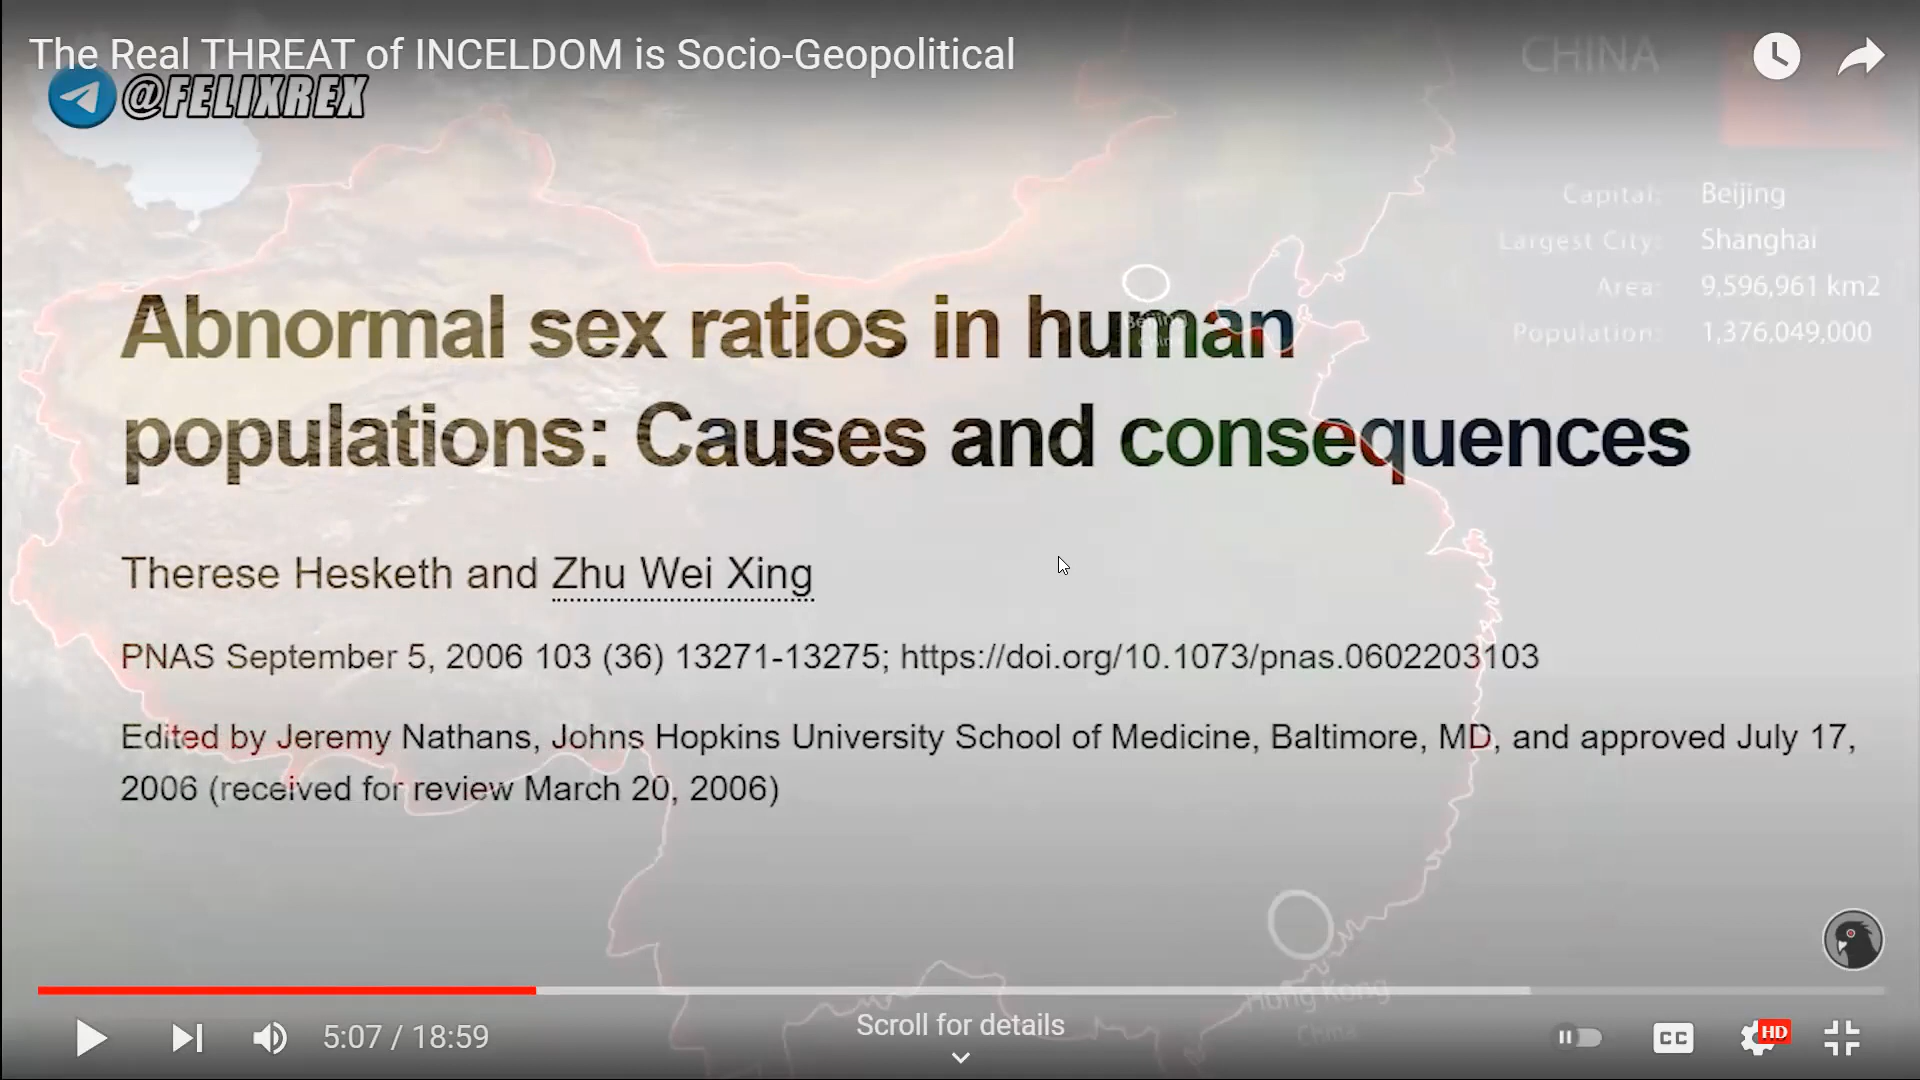 The Real THREAT of INCELDOM is Socio-Geopolitical
@FELIXREX
CHINA
Capital: Beijing
Largest City: Shanghai
Area: 9,596,961 km2
Population: 1,376,049,000
Abnormal sex ratios in human
populations: Causes and consequences
Beijing
China
Therese Hesketh and Zhu Wei Xing
PNAS September 5, 2006 103 (36) 13271-13275; https://doi.org/10.1073/pnas.0602203103
Edited by Jeremy Nathans, Johns Hopkins University School of Medicine, Baltimore, MD, and approved July 17,
2006 (received for review March 20, 2006)
Hong Kong
China
5:07 / 18:59
Scroll for details
CC
HD